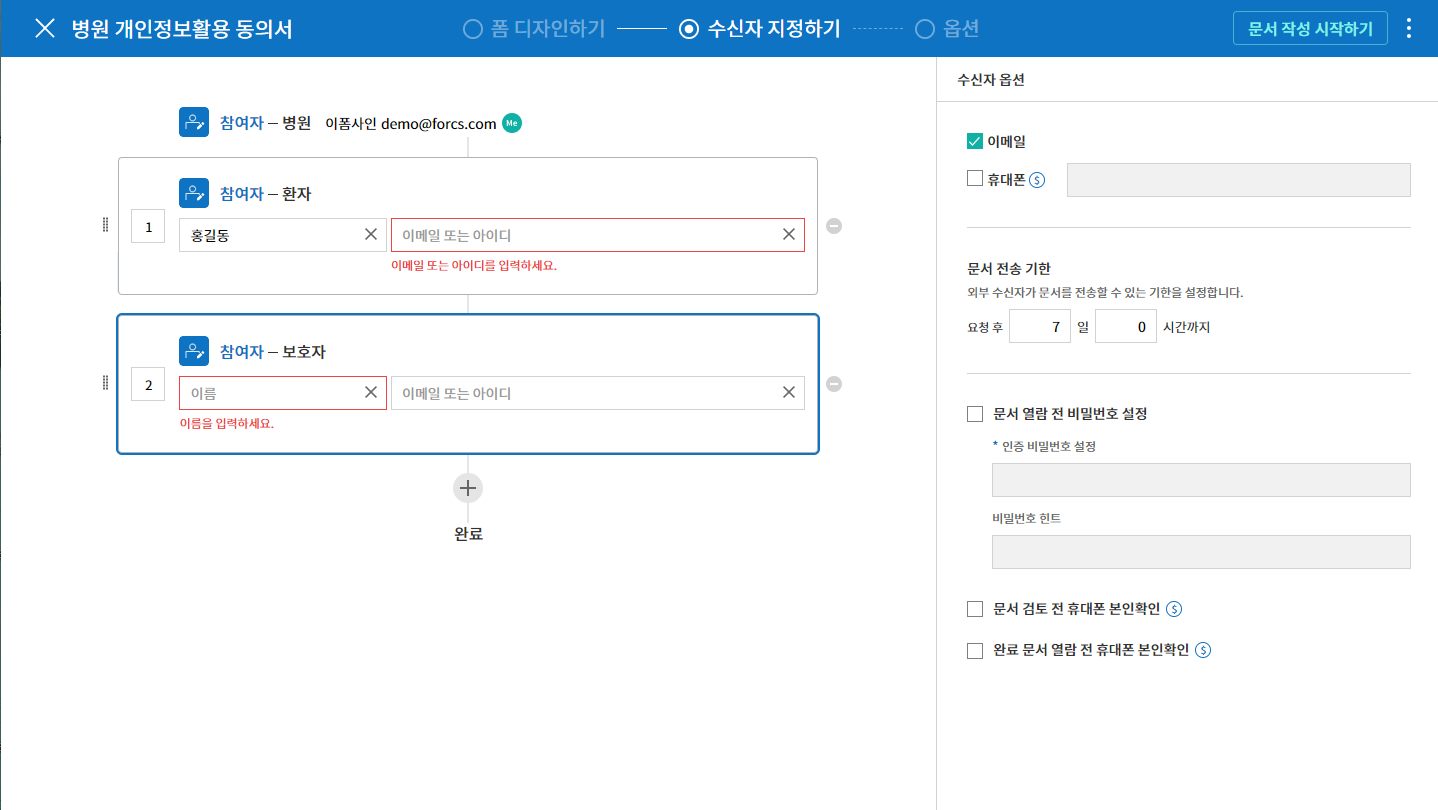 병원 개인정보활용 동의서
폼 디자인하기
수신자 지정하기
옵션
문서 작성 시작하기
참여자 – 병원 이폼사인 demo@forcs.com Me
1
참여자 – 환자
홍길동
이메일 또는 아이디
이메일 또는 아이디를 입력하세요.
2
참여자 – 보호자
이름
이메일 또는 아이디
이름을 입력하세요.
완료
수신자 옵션
이메일
휴대폰 $
문서 전송 기한
외부 수신자가 문서를 전송할 수 있는 기한을 설정합니다.
요청 후 7 일 0 시간까지
문서 열람 전 비밀번호 설정
* 인증 비밀번호 설정
비밀번호 힌트
문서 검토 전 휴대폰 본인확인 $
완료 문서 열람 전 휴대폰 본인확인 $